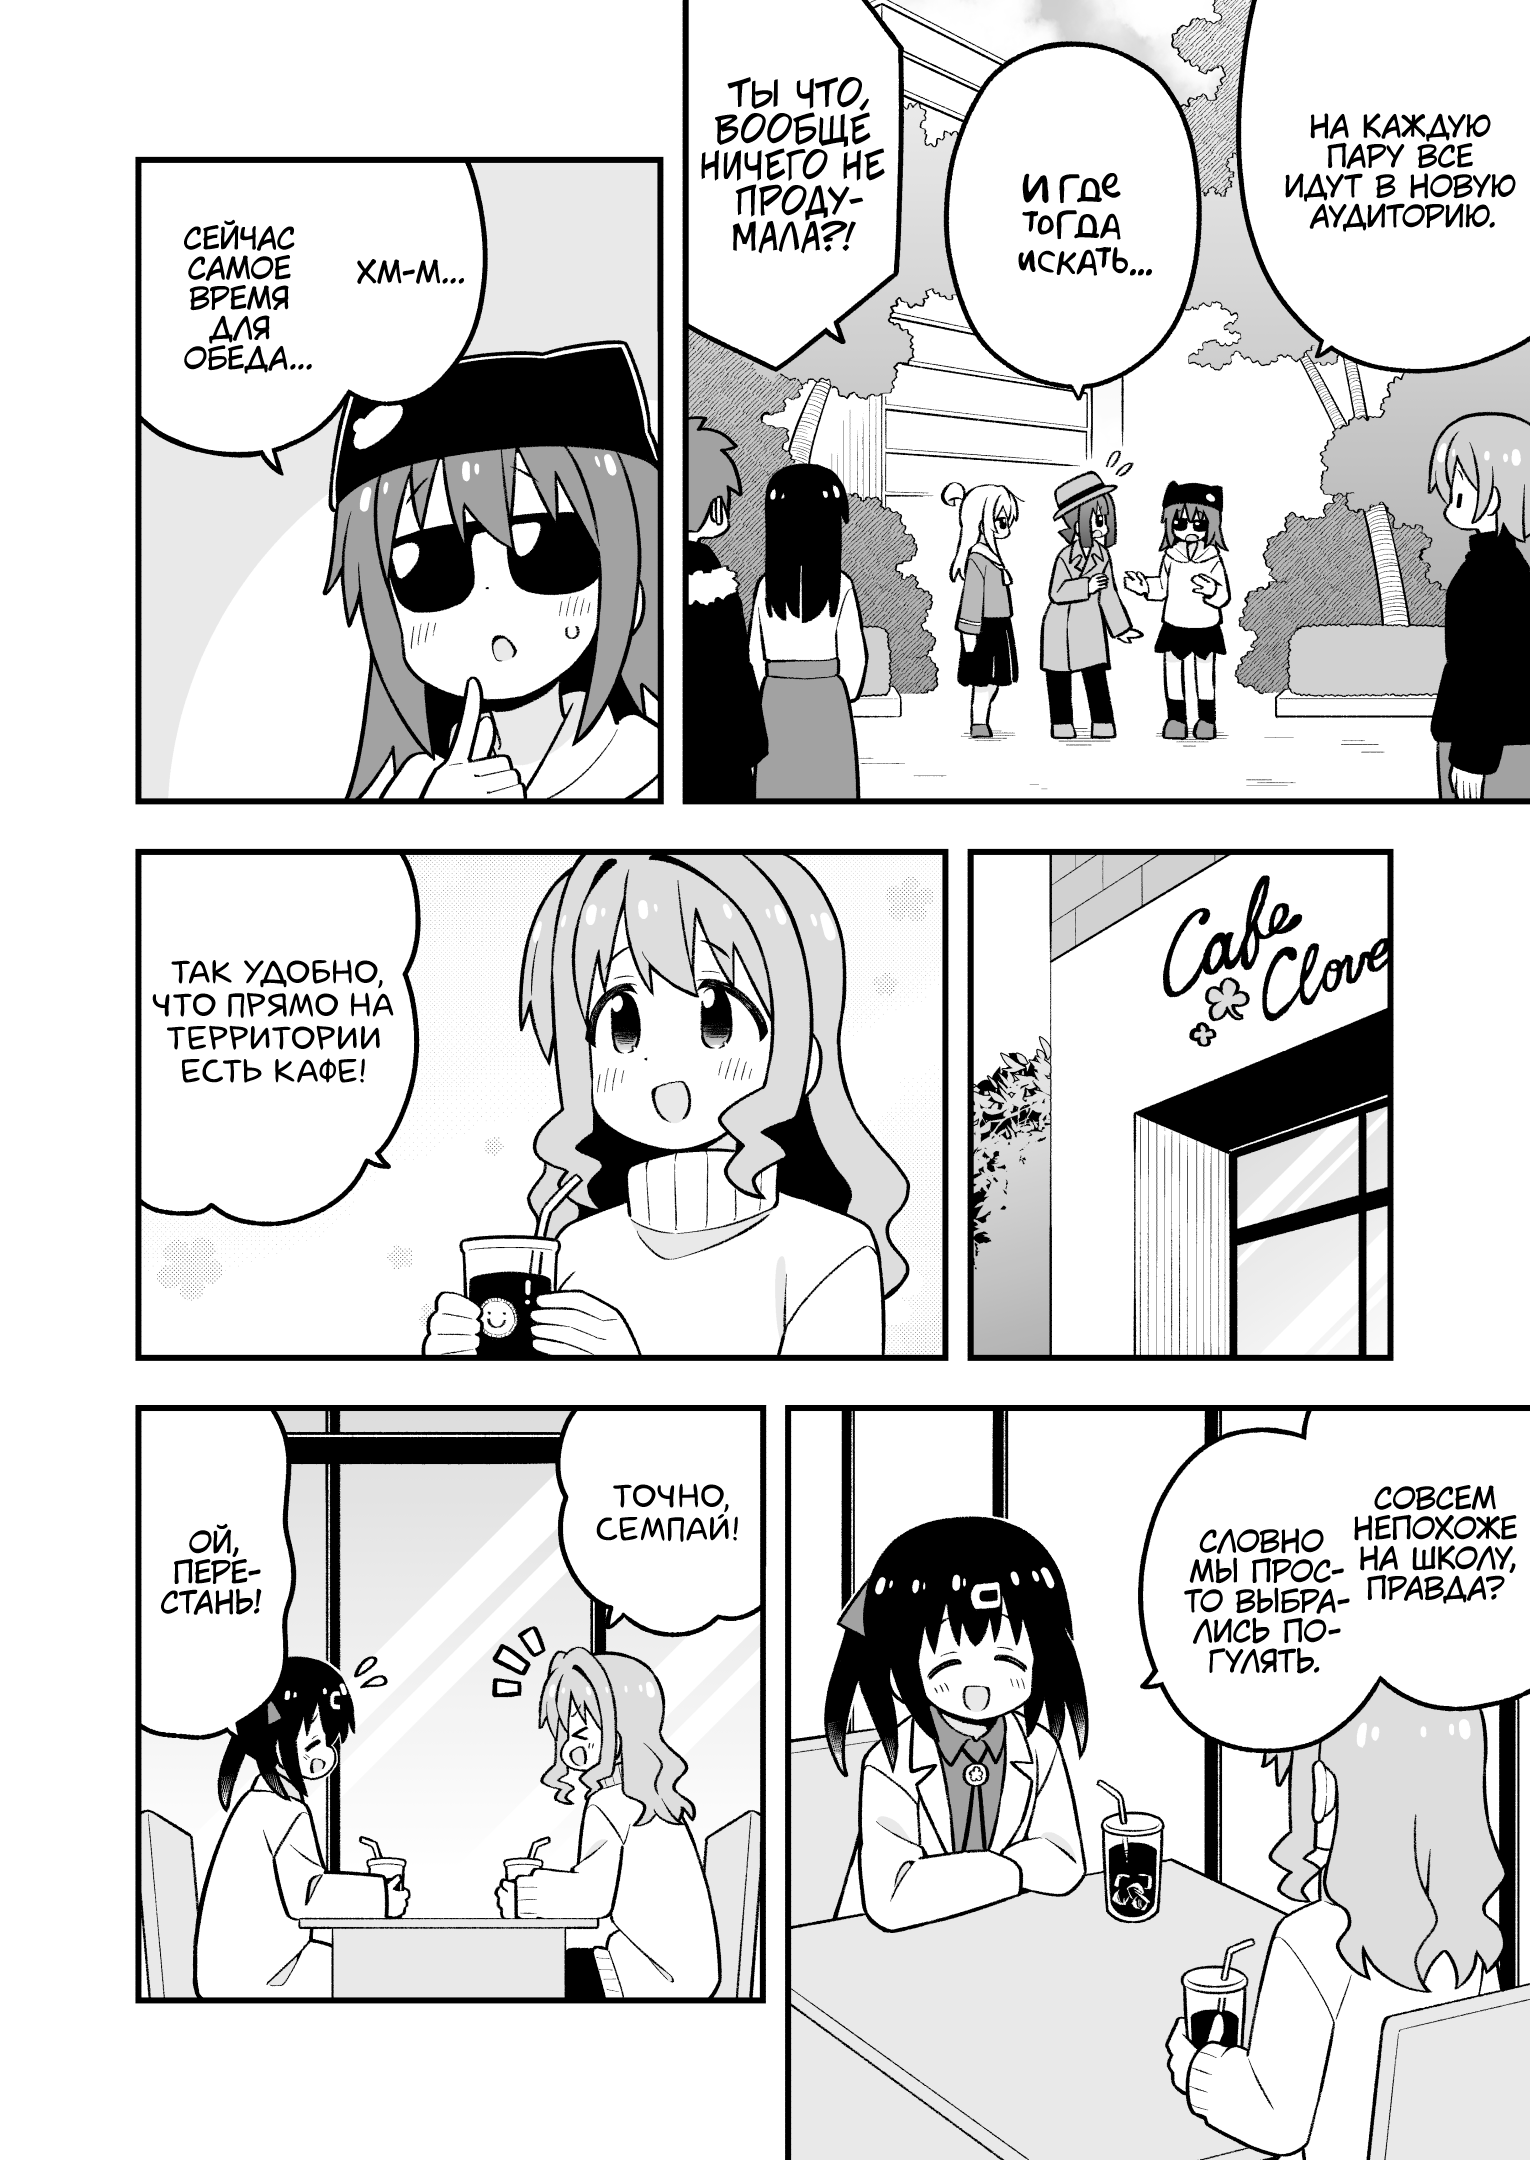 НА КАЖДУЮ
ПАРУ ВСЕ
ИДУТ В НОВУЮ
АУДИТОРИЮ.
И ГДЕ
ТОГДА
ИСКАТЬ...
ТЫ ЧТО,
ВООБЩЕ
НИЧЕГО НЕ
ПРОДУ-
МАЛА?!
ХМ-М...
СЕЙЧАС
САМОЕ
ВРЕМЯ
ДЛЯ
ОБЕДА...
Cafe
Clove
ТАК УДОБНО,
ЧТО ПРЯМО НА
ТЕРРИТОРИИ
ЕСТЬ КАФЕ!
СОВСЕМ
НЕПОХОЖЕ
НА ШКОЛУ,
ПРАВДА?
СЛОВНО
МЫ ПРОС-
ТО ВЫБРА-
ЛИСЬ ПО-
ГУЛЯТЬ.
ТОЧНО,
СЕМПАЙ!
ОЙ,
ПЕРЕ-
СТАНЬ!